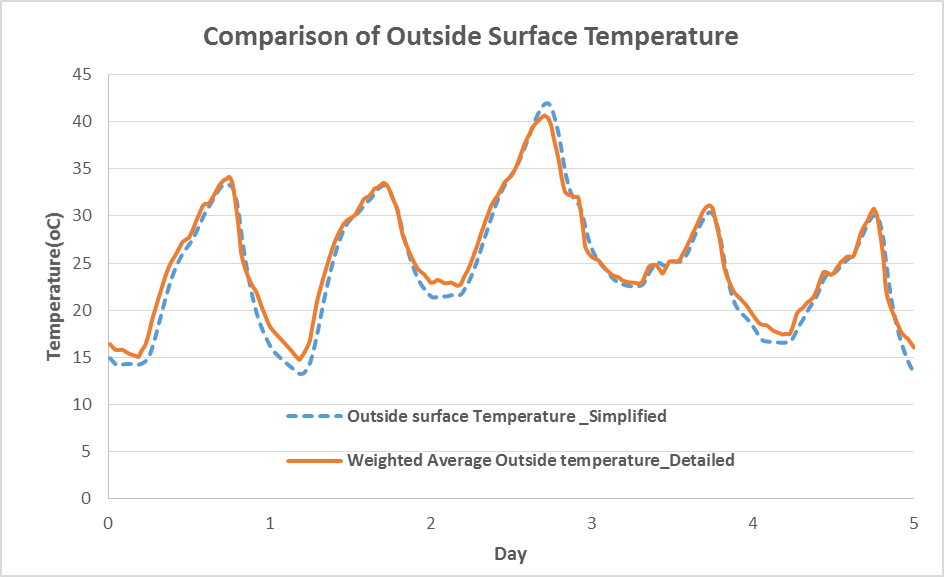 Comparison of Outside Surface Temperature
45
40
35
30
25
20
15
10
5
0
Temperature(oC)
Outside surface Temperature _Simplified
Weighted Average Outside temperature_Detailed
0 1 2 3 4 5
Day